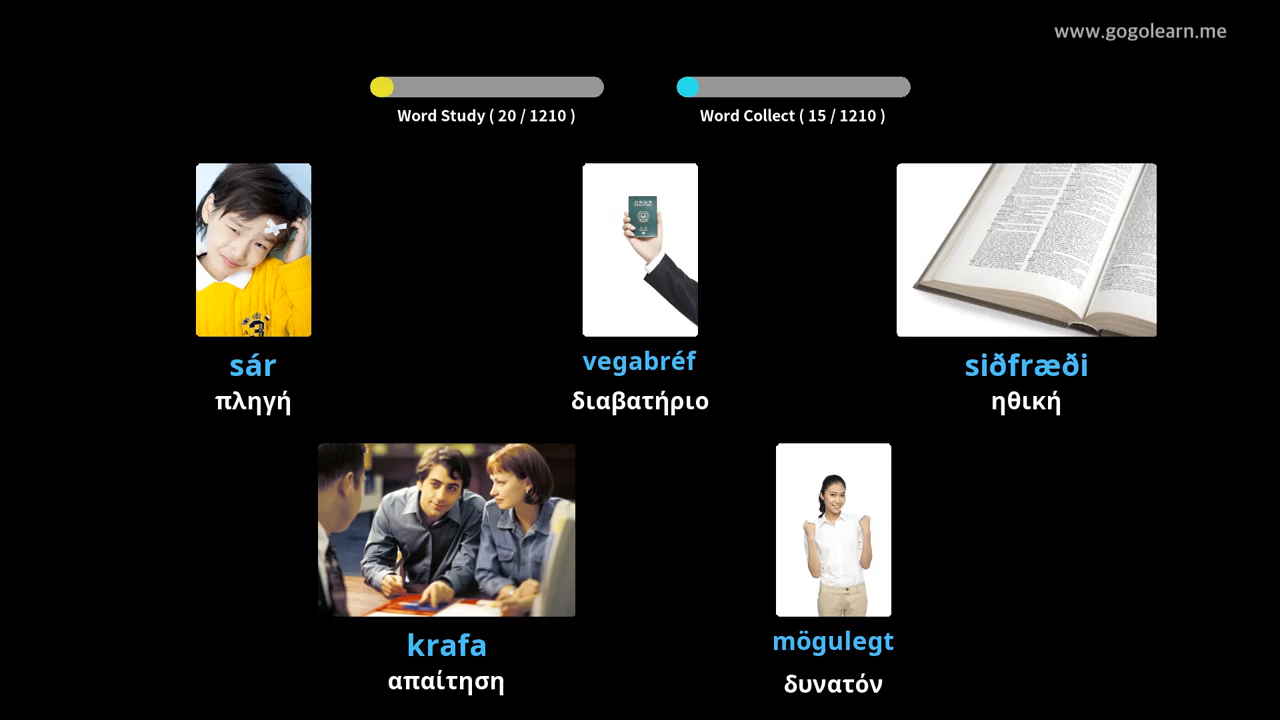 www.gogolearn.me
Word Study ( 20 / 1210 )
Word Collect ( 15 / 1210 )
sár
πληγή
vegabréf
διαβατήριο
siðfræði
ηθική
krafa
απαίτηση
mögulegt
δυνατόν